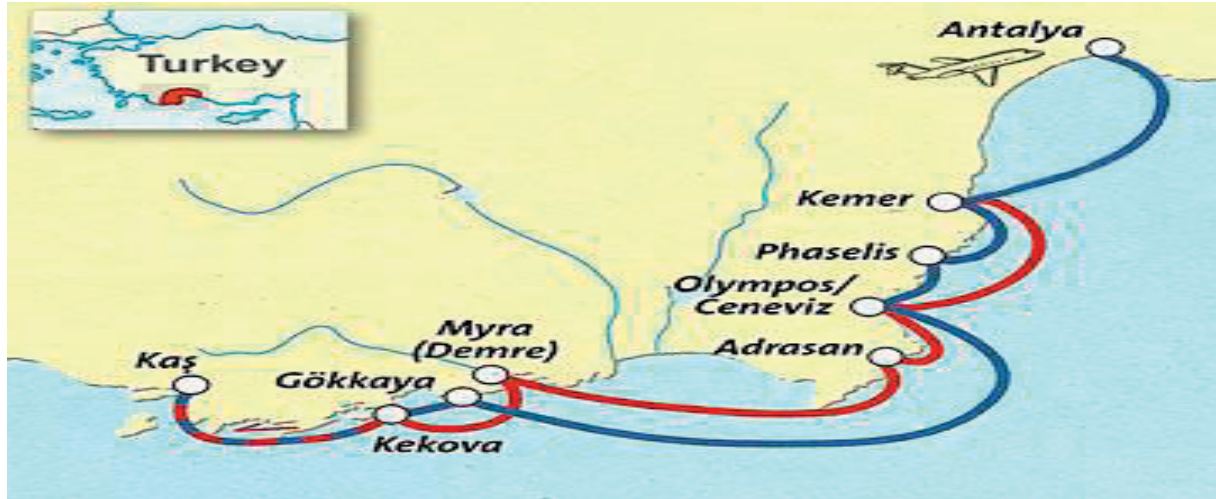 Turkey
Antalya
Kemer
Phaselis
Olympos/
Ceneviz
Adrasan
Myra
(Demre)
Kaş
Gökkaya
Kekova